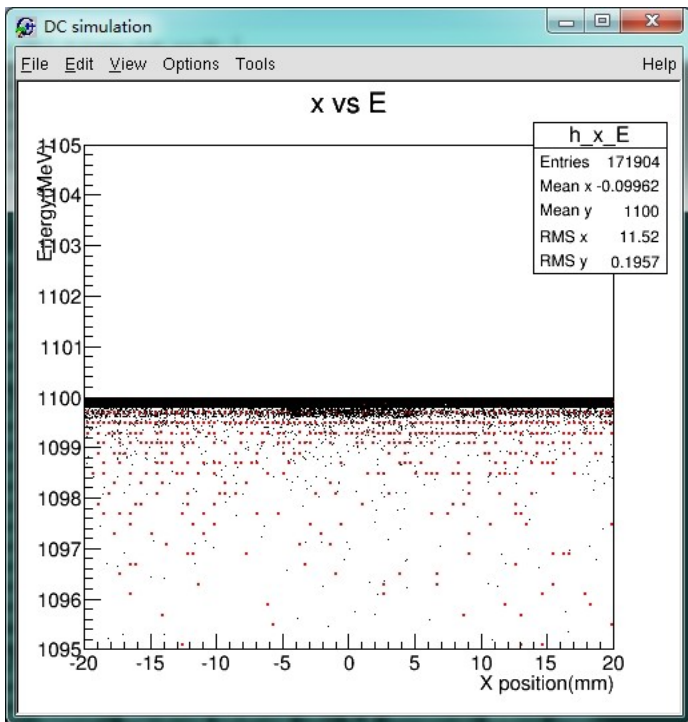 DC simulation
File Edit View Options Tools Help
x vs E
h_x_E
Entries 171904
Mean x -0.09962
Mean y 1100
RMS x 11.52
RMS y 0.1957
Energy(MeV)
1105
1104
1103
1102
1101
1100
1099
1098
1097
1096
1095
-20 -15 -10 -5 0 5 10 15 20
X position(mm)